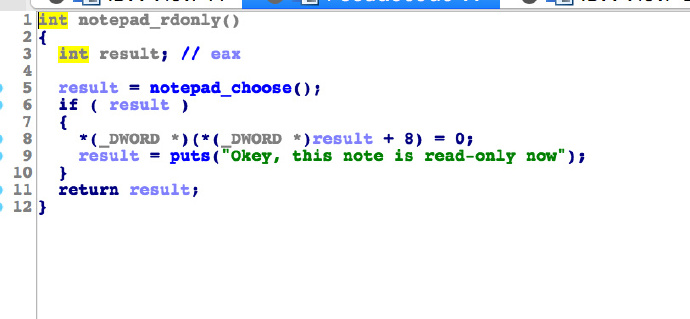 1 int notepad_rdonly()
2 {
3 int result; // eax
4
5 result = notepad_choose();
6 if ( result )
7 {
8 *(_DWORD *)(*(_DWORD *)result + 8) = 0;
9 result = puts("Okey, this note is read-only now");
10 }
11 return result;
12 }